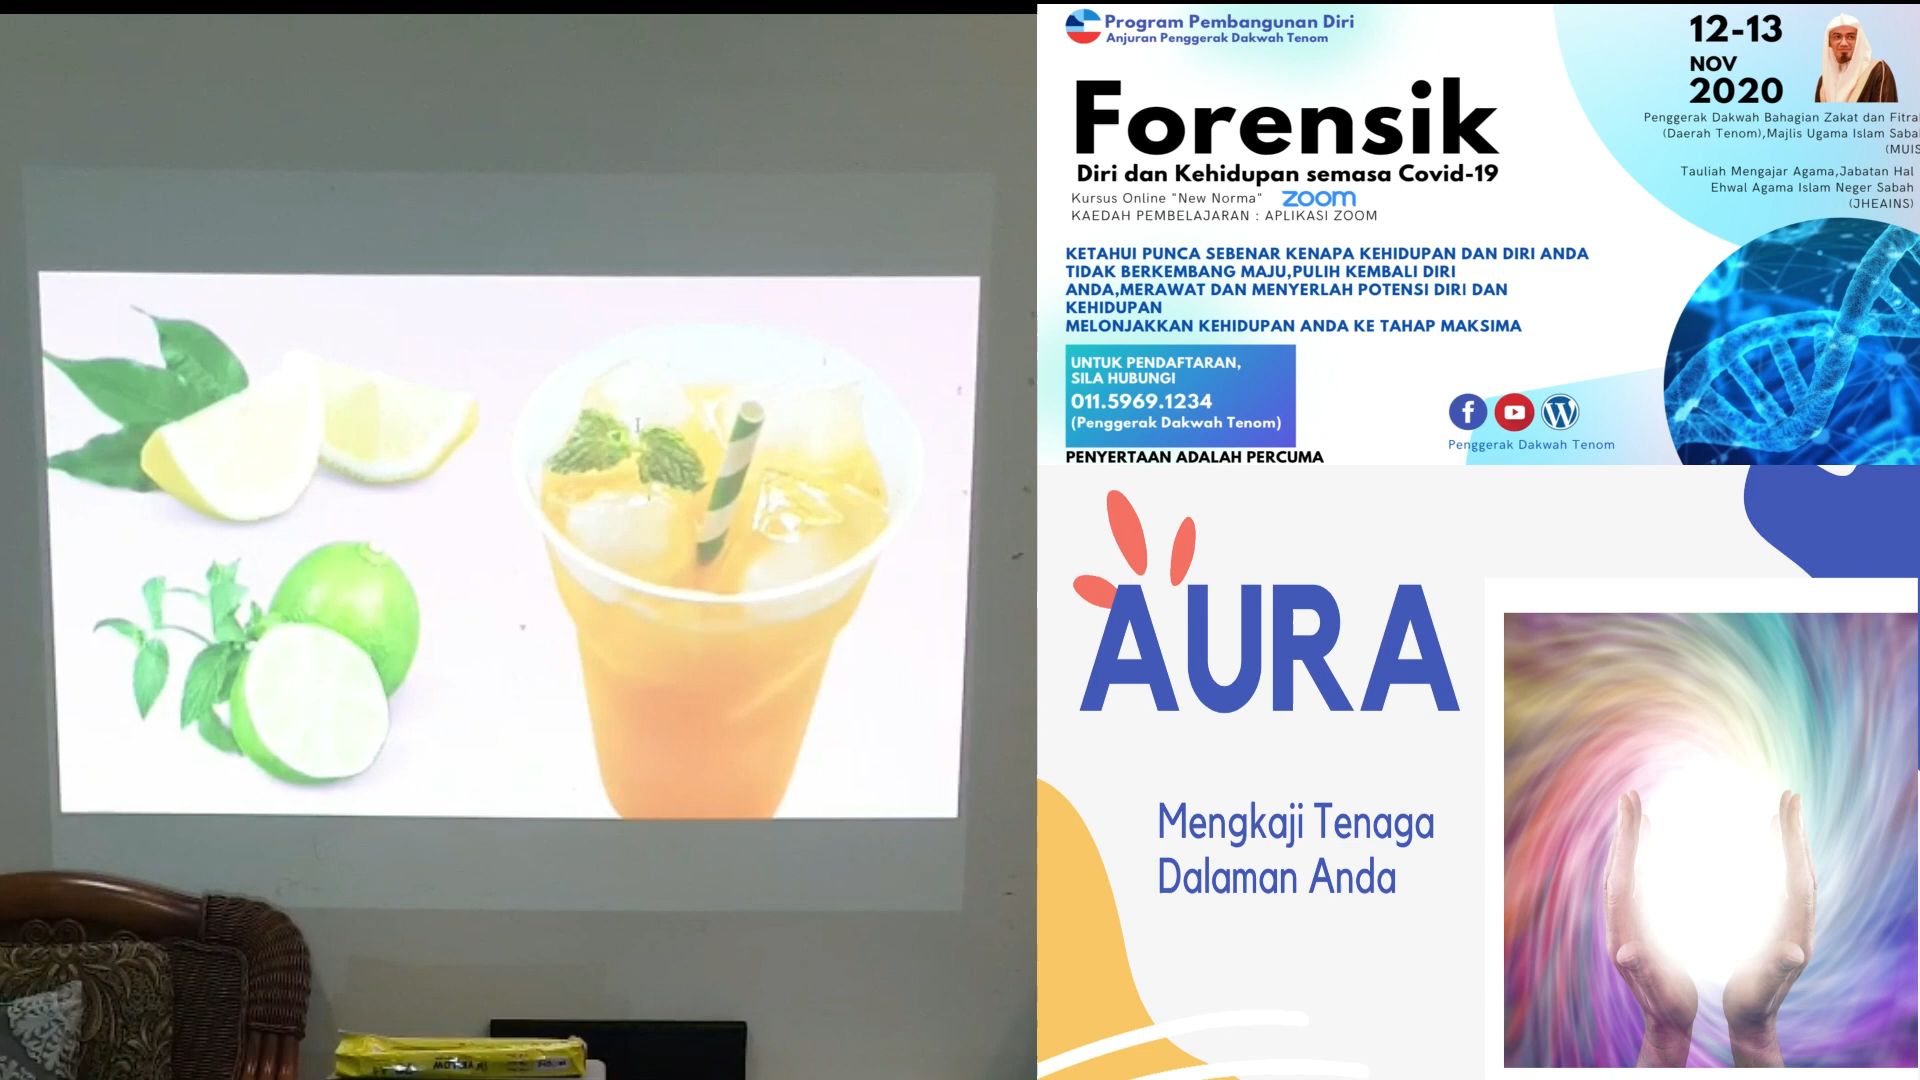 Program Pembangunan Diri
Anjuran Penggerak Dakwah Tenom
12-13
NOV
2020
Penggerak Dakwah Bahagian Zakat dan Fitra
(Daerah Tenom),Majlis Ugama Islam Saba
(MUIS
Tauliah Mengajar Agama,Jabatan Hal
Ehwal Agama Islam Neger Sabah
(JHEAINS)
Forensik
Diri dan Kehidupan semasa Covid-19
Kursus Online "New Norma" zoom
KAEDAH PEMBELAJARAN : APLIKASI ZOOM
KETAHUI PUNCA SEBENAR KENAPA KEHIDUPAN DAN DIRI ANDA
TIDAK BERKEMBANG MAJU,PULIH KEMBALI DIRI
ANDA,MERAWAT DAN MENYERLAH POTENSI DIRI DAN
KEHIDUPAN
MELONJAKKAN KEHIDUPAN ANDA KE TAHAP MAKSIMA
UNTUK PENDAFTARAN,
SILA HUBUNGI
011.5969.1234
(Penggerak Dakwah Tenom)
PENYERTAAN ADALAH PERCUMA
Penggerak Dakwah Tenom
AURA
Mengkaji Tenaga
Dalaman Anda